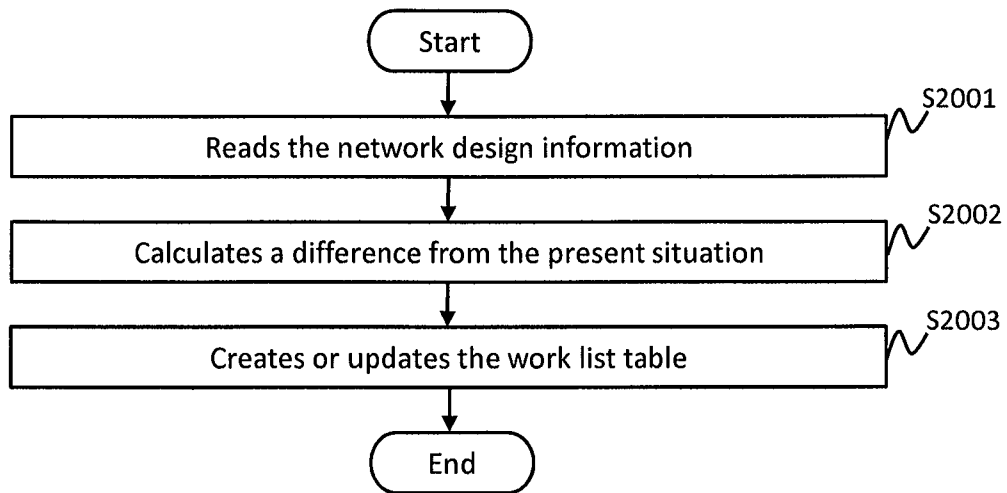 Start
S2001
Reads the network design information
S2002
Calculates a difference from the present situation
S2003
Creates or updates the work list table
End